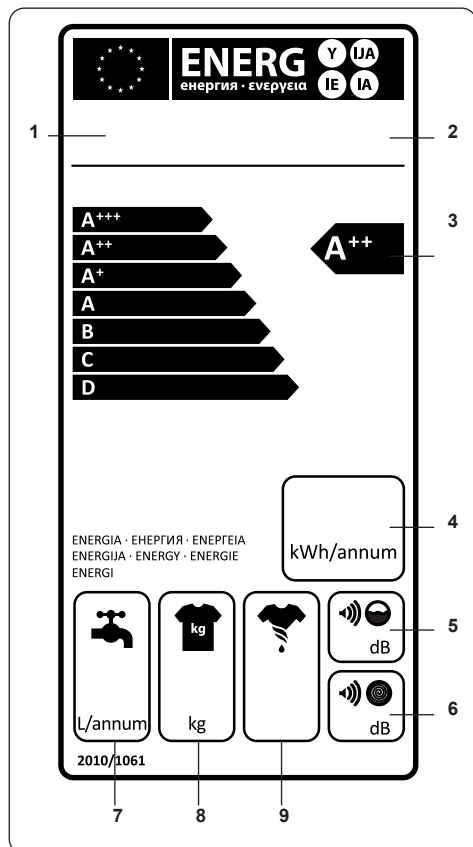 ENERG
енергия · ενεργεια
Y IJA
IE IA
1
2
3
A+++
A++
A+
A
B
C
D
A++
4
kWh/annum
ENERGIA · ЕНЕРГИЯ · ΕΝΕΡΓΕΙΑ
ENERGIJA · ENERGY · ENERGIE
ENERGI
kg
5
dB
6
dB
L/annum
kg
2010/1061
7
8
9